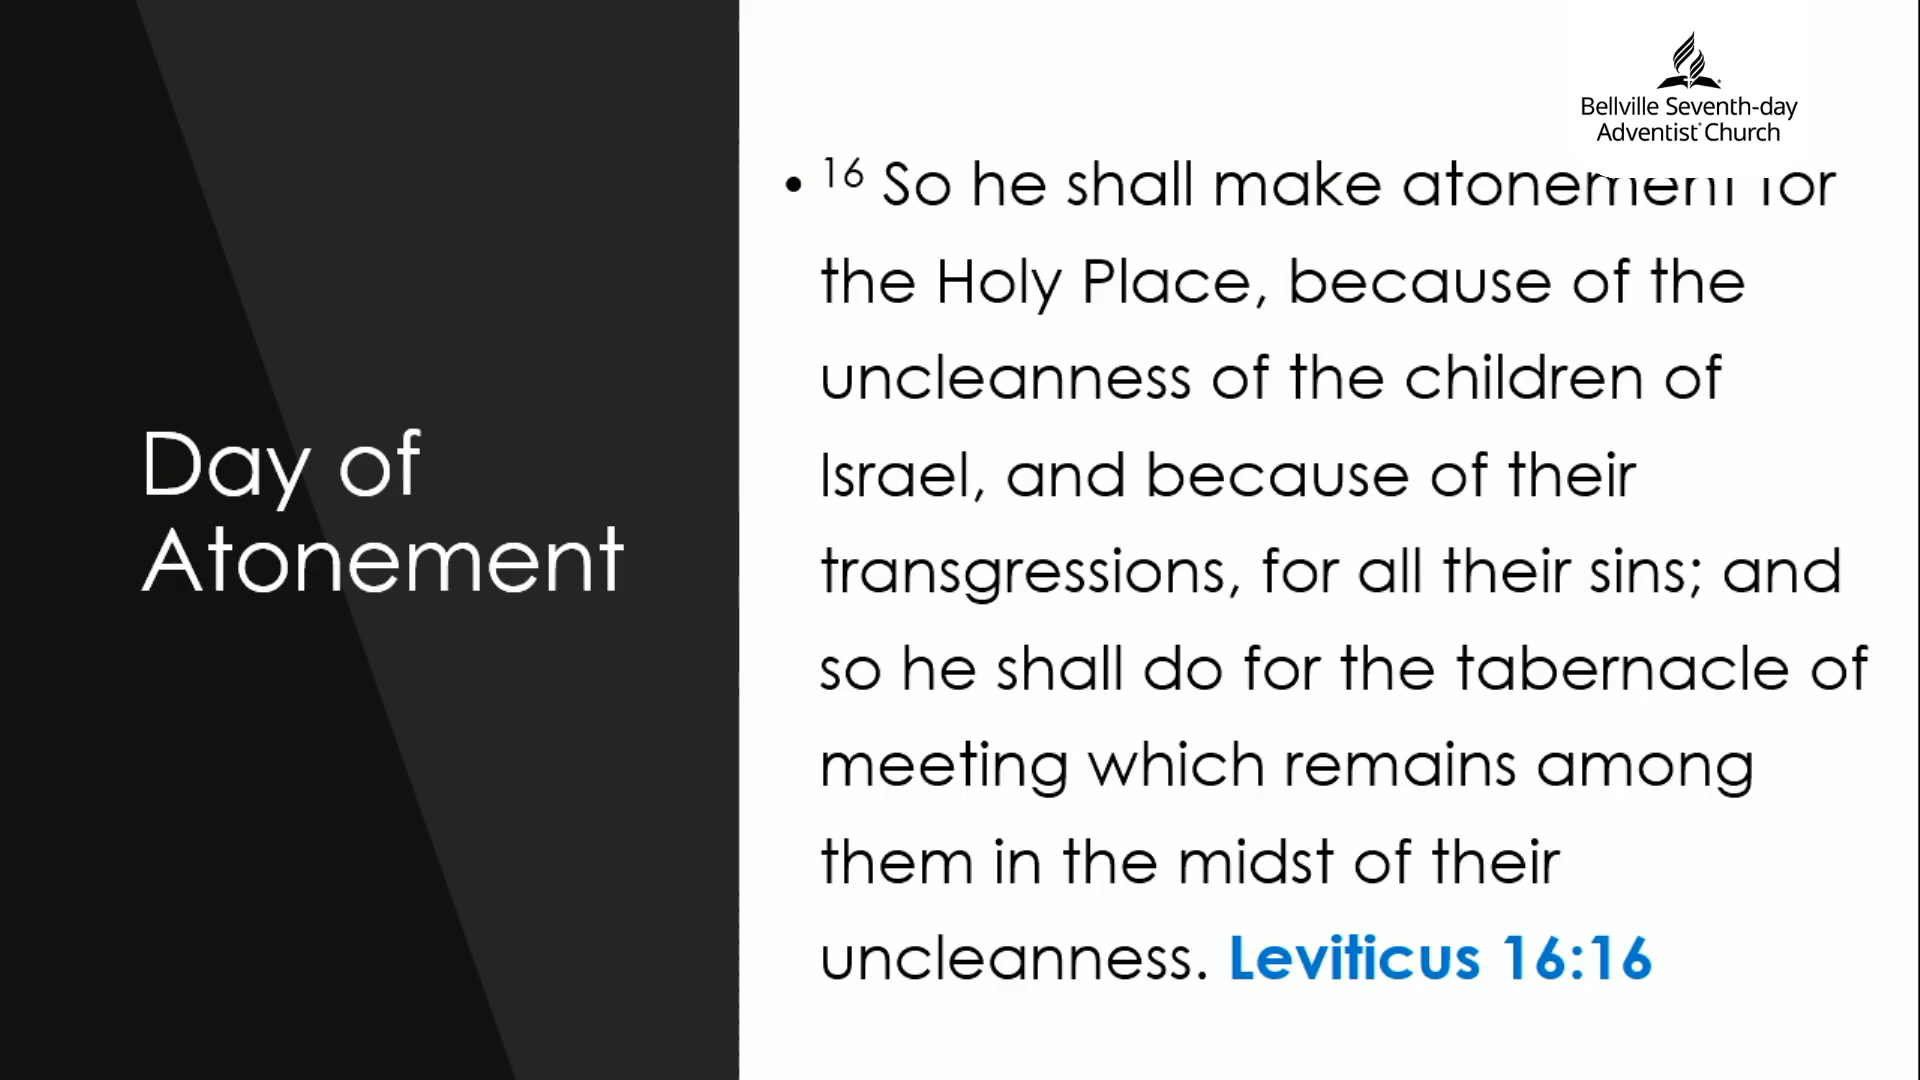 Day of
Atonement
Bellville Seventh-day
Adventist® Church
• 16 So he shall make atonement for
the Holy Place, because of the
uncleanness of the children of
Israel, and because of their
transgressions, for all their sins; and
so he shall do for the tabernacle of
meeting which remains among
them in the midst of their
uncleanness. Leviticus 16:16